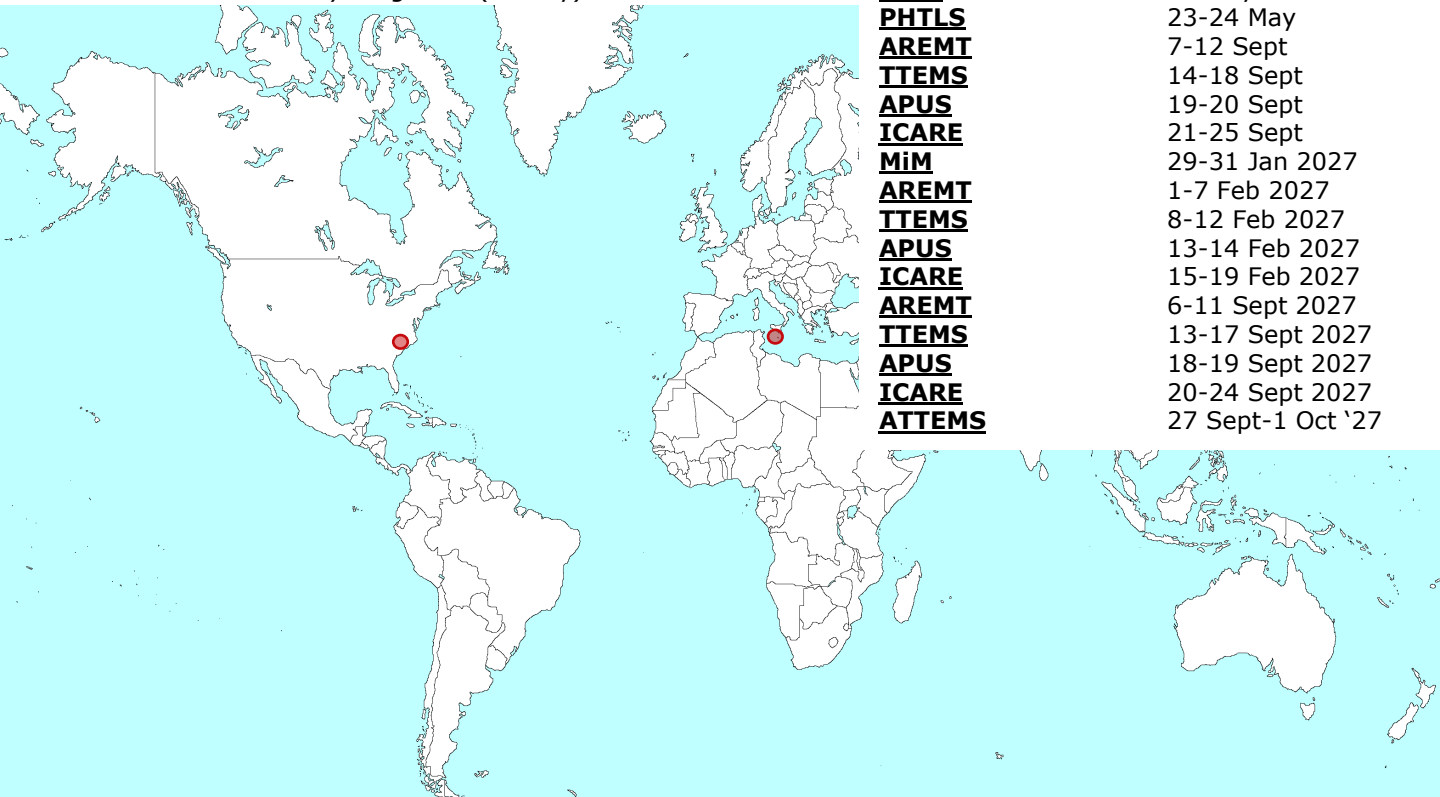 PHTLS 23-24 May
AREMT 7-12 Sept
TTEMS 14-18 Sept
APUS 19-20 Sept
ICARE 21-25 Sept
MiM 29-31 Jan 2027
AREMT 1-7 Feb 2027
TTEMS 8-12 Feb 2027
APUS 13-14 Feb 2027
ICARE 15-19 Feb 2027
AREMT 6-11 Sept 2027
TTEMS 13-17 Sept 2027
APUS 18-19 Sept 2027
ICARE 20-24 Sept 2027
ATTEMS 27 Sept-1 Oct ‘27